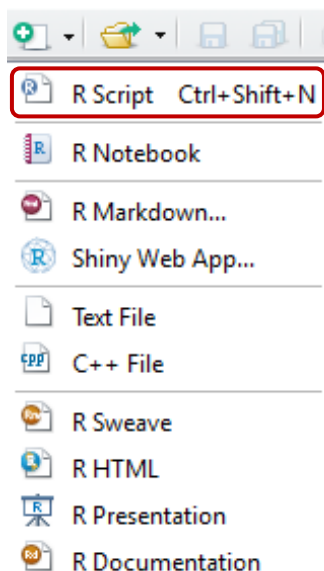 R Script Ctrl+Shift+N
R Notebook
R Markdown...
Shiny Web App...
Text File
C++ File
R Sweave
R HTML
R Presentation
R Documentation